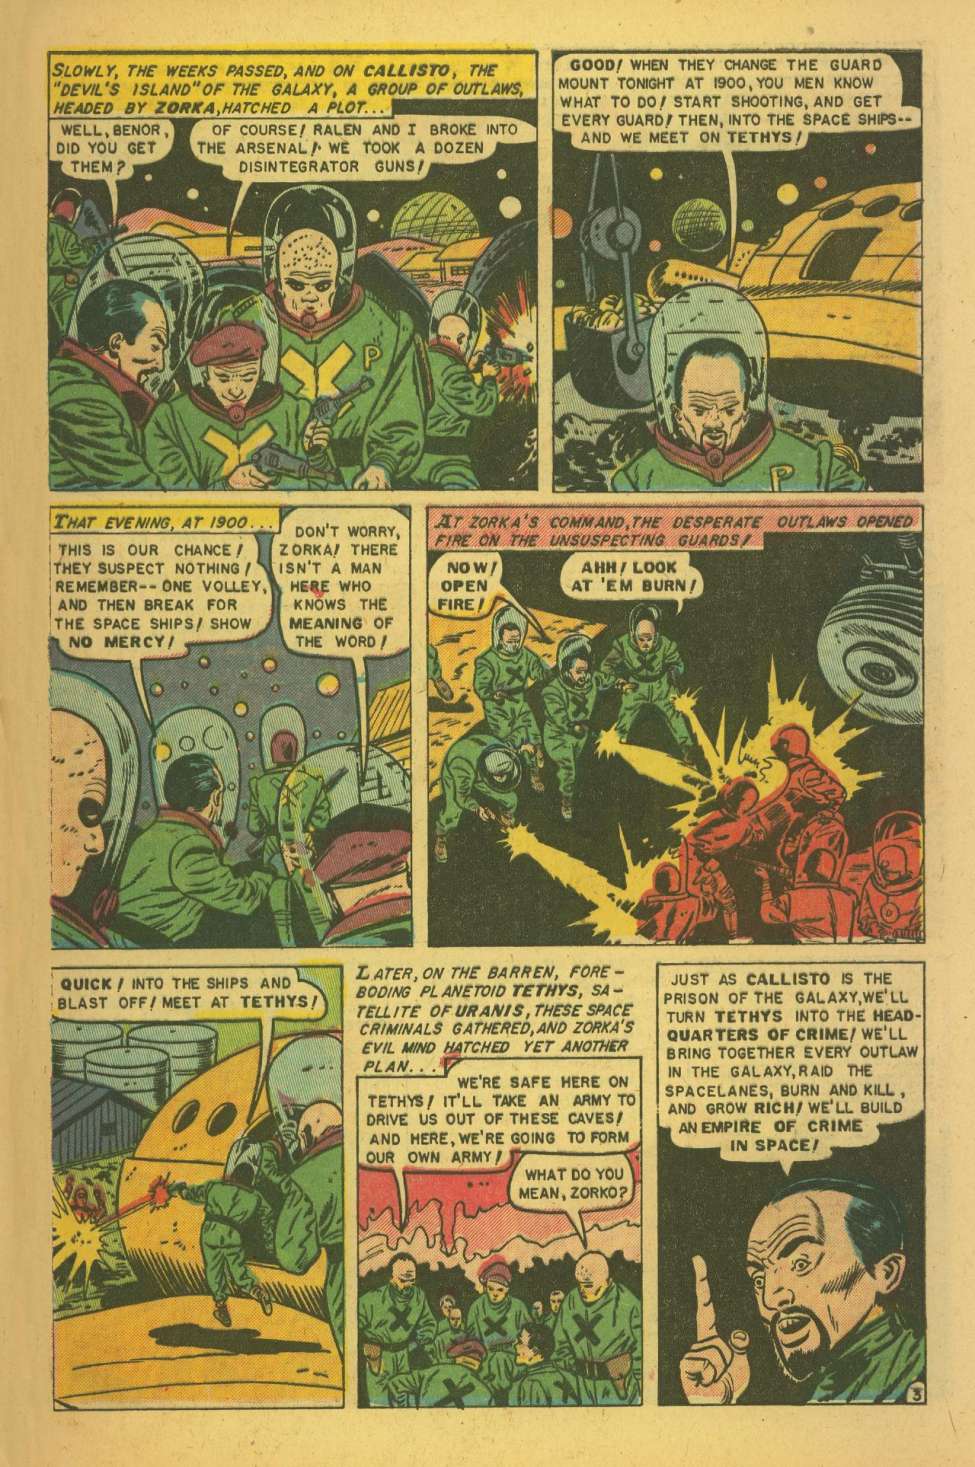 SLOWLY, THE WEEKS PASSED, AND ON CALLISTO, THE
"DEVIL'S ISLAND" OF THE GALAXY, A GROUP OF OUTLAWS,
HEADED BY ZORKA, HATCHED A PLOT...
WELL, BENOR,
DID YOU GET
THEM?
OF COURSE! RALEN AND I BROKE INTO
THE ARSENAL! WE TOOK A DOZEN
DISINTEGRATOR GUNS!
P
GOOD! WHEN THEY CHANGE THE GUARD
MOUNT TONIGHT AT 1900, YOU MEN KNOW
WHAT TO DO! START SHOOTING, AND GET
EVERY GUARD! THEN, INTO THE SPACE SHIPS--
AND WE MEET ON TETHYS!
P
THAT EVENING, AT 1900...
THIS IS OUR CHANCE!
THEY SUSPECT NOTHING!
REMEMBER-- ONE VOLLEY,
AND THEN BREAK FOR
THE SPACE SHIPS! SHOW
NO MERCY!
DON'T WORRY,
ZORKA! THERE
ISN'T A MAN
HERE WHO
KNOWS THE
MEANING OF
THE WORD!
AT ZORKA'S COMMAND, THE DESPERATE OUTLAWS OPENED
FIRE ON THE UNSUSPECTING GUARDS!
NOW!
OPEN
FIRE!
AHH! LOOK
AT 'EM BURN!
QUICK! INTO THE SHIPS AND
BLAST OFF! MEET AT TETHYS!
LATER, ON THE BARREN, FORE-
BODING PLANETOID TETHYS, SA-
TELLITE OF URANIS, THESE SPACE
CRIMINALS GATHERED, AND ZORKA'S
EVIL MIND HATCHED YET ANOTHER
PLAN...
WE'RE SAFE HERE ON
TETHYS! IT'LL TAKE AN ARMY TO
DRIVE US OUT OF THESE CAVES!
AND HERE, WE'RE GOING TO FORM
OUR OWN ARMY!
WHAT DO YOU
MEAN, ZORKO?
JUST AS CALLISTO IS THE
PRISON OF THE GALAXY, WE'LL
TURN TETHYS INTO THE HEAD-
QUARTERS OF CRIME! WE'LL
BRING TOGETHER EVERY OUTLAW
IN THE GALAXY, RAID THE
SPACELANES, BURN AND KILL,
AND GROW RICH! WE'LL BUILD
AN EMPIRE OF CRIME
IN SPACE!
3